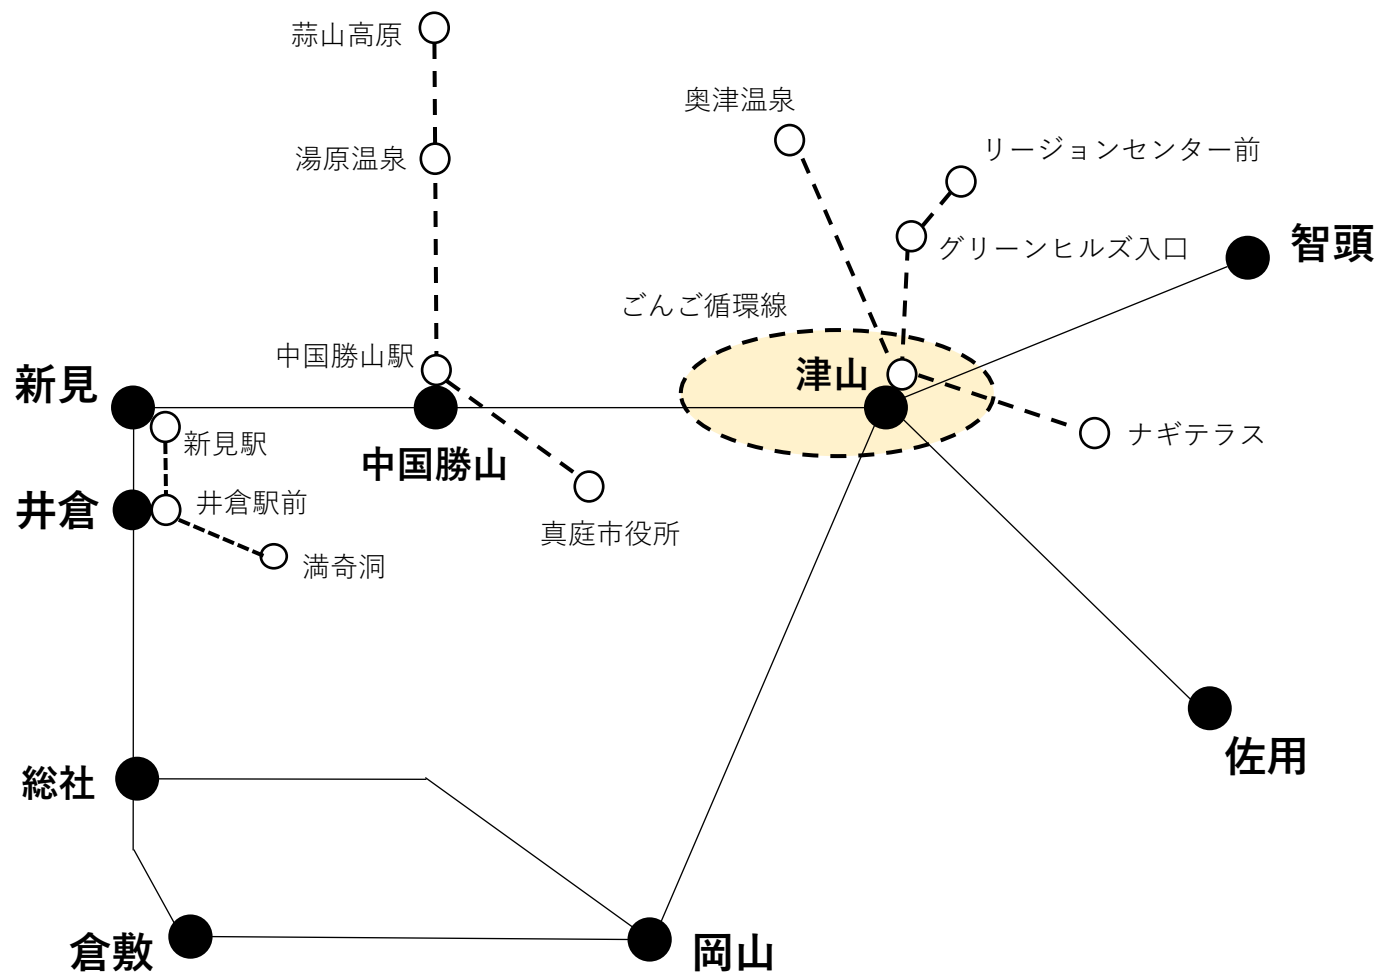 蒜山高原
奥津温泉
リージョンセンター前
湯原温泉
智頭
グリーンヒルズ入口
ごんご循環線
中国勝山駅
津山
新見
新見駅
中国勝山
ナギテラス
井倉
井倉駅前
真庭市役所
満奇洞
総社
佐用
倉敷
岡山